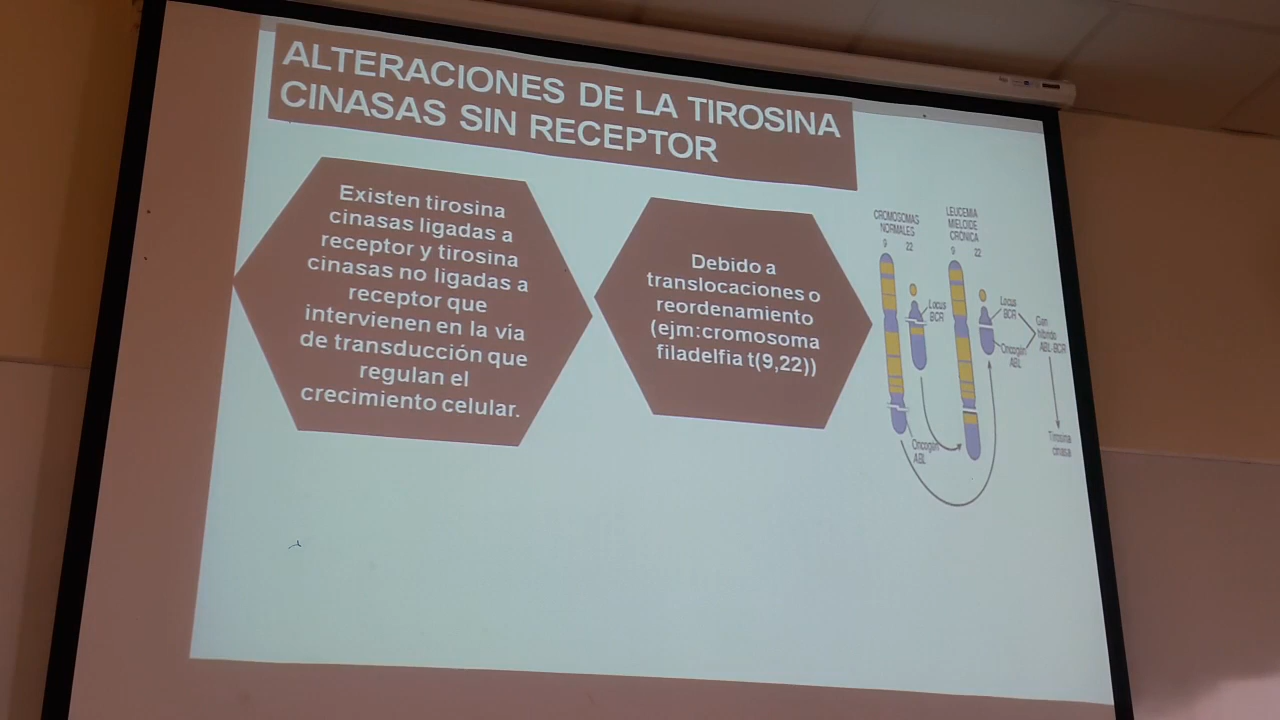 ALTERACIONES DE LA TIROSINA
CINASAS SIN RECEPTOR
Existen tirosina
cinasas ligadas a
receptor y tirosina
cinasas no ligadas a
receptor que
intervienen en la vía
de transducción que
regulan el
crecimiento celular.
Debido a
translocaciones o
reordenamiento
(ejm:cromosoma
filadelfia t(9,22))
CROMOSOMAS
NORMALES
9 22
LEUCEMIA
MIELOIDE
CRÓNICA
9 22
Locus
BCR
Oncogén
ABL
Locus
BCR
Oncogén
ABL
Gen
híbrido
ABL-BCR
Tirosina
cinasa